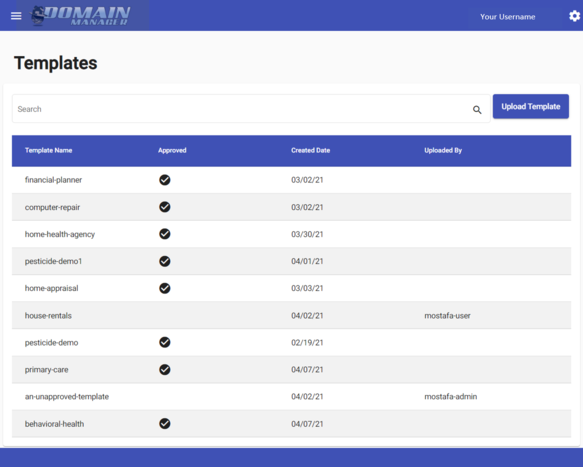 DOMAIN
MANAGER
Your Username
Templates
Search
Upload Template
Template Name Approved Created Date Uploaded By
financial-planner 03/02/21
computer-repair 03/02/21
home-health-agency 03/30/21
pesticide-demo1 04/01/21
home-appraisal 03/03/21
house-rentals 04/02/21 mostafa-user
pesticide-demo 02/19/21
primary-care 04/07/21
an-unapproved-template 04/02/21 mostafa-admin
behavioral-health 04/07/21